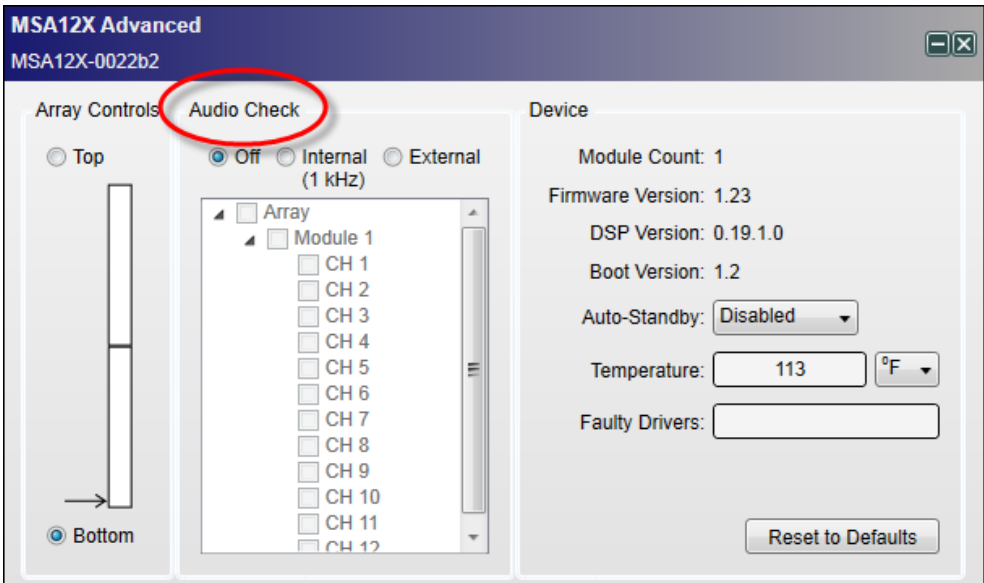 MSA12X Advanced
MSA12X-0022b2
Array Controls
Top
Bottom
Audio Check
Off Internal (1 kHz) External
Array
Module 1
CH 1
CH 2
CH 3
CH 4
CH 5
CH 6
CH 7
CH 8
CH 9
CH 10
CH 11
CH 12
Device
Module Count: 1
Firmware Version: 1.23
DSP Version: 0.19.1.0
Boot Version: 1.2
Auto-Standby: Disabled
Temperature: 113 °F
Faulty Drivers:
Reset to Defaults